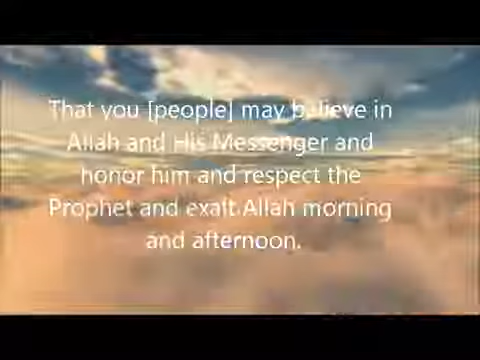 That you [people] may believe in
Allah and His Messenger and
honor him and respect the
Prophet and exalt Allah morning
and afternoon.